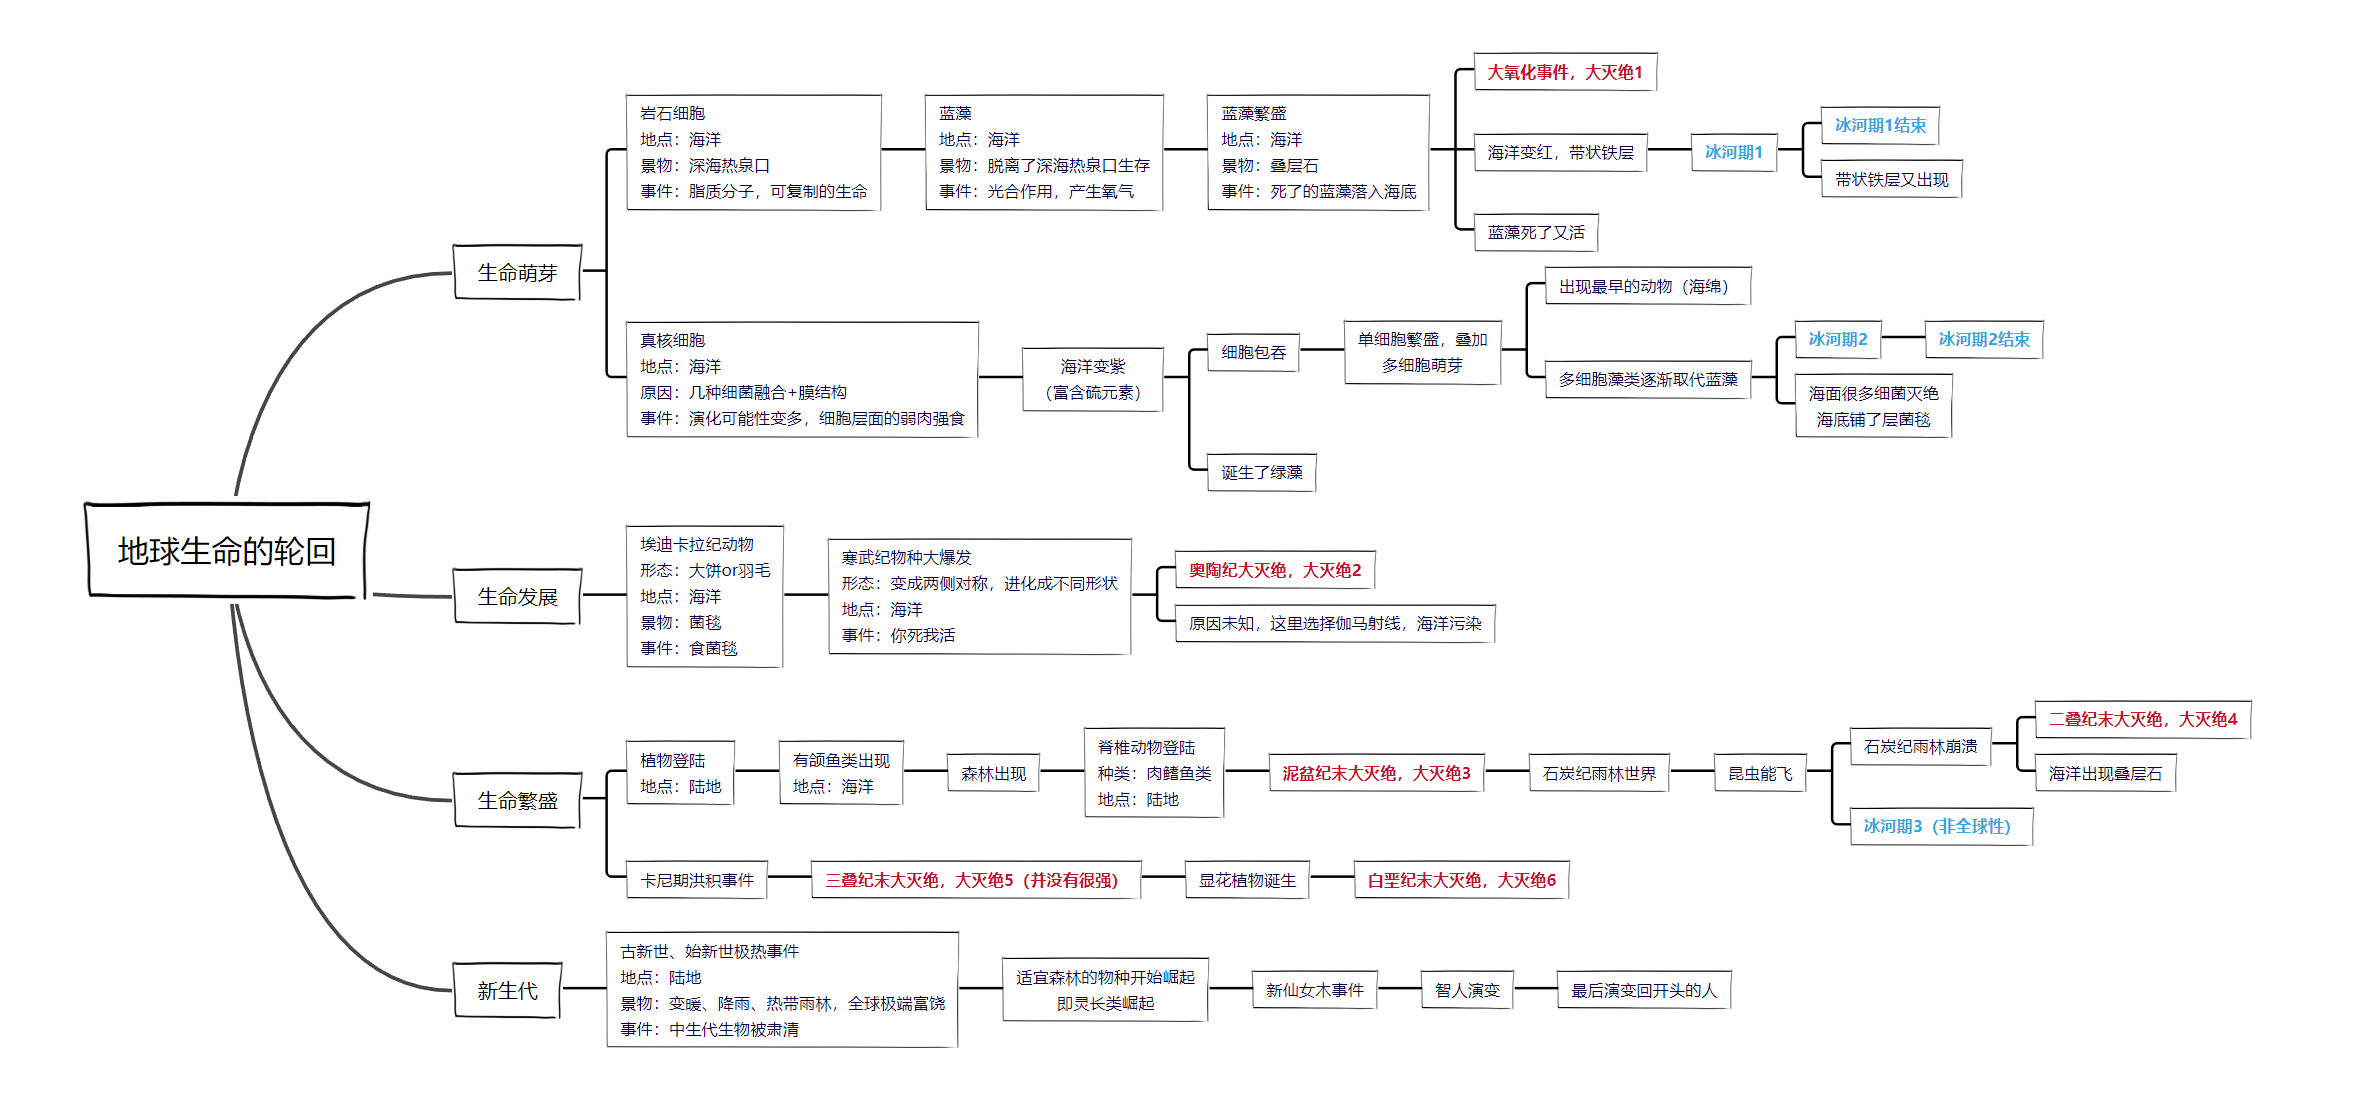 地球生命的轮回
生命萌芽
岩石细胞
地点：海洋
景物：深海热泉口
事件：脂质分子，可复制的生命
蓝藻
地点：海洋
景物：脱离了深海热泉口生存
事件：光合作用，产生氧气
蓝藻繁盛
地点：海洋
景物：叠层石
事件：死了的蓝藻落入海底
大氧化事件，大灭绝1
海洋变红，带状铁层
冰河期1
冰河期1结束
带状铁层又出现
蓝藻死了又活
真核细胞
地点：海洋
原因：几种细菌融合+膜结构
事件：演化可能性变多，细胞层面的弱肉强食
海洋变紫
（富含硫元素）
细胞包吞
单细胞繁盛，叠加
多细胞萌芽
出现最早的动物（海绵）
多细胞藻类逐渐取代蓝藻
冰河期2
冰河期2结束
海面很多细菌灭绝
海底铺了层菌毯
诞生了绿藻
生命发展
埃迪卡拉纪动物
形态：大饼or羽毛
地点：海洋
景物：菌毯
事件：食菌毯
寒武纪物种大爆发
形态：变成两侧对称，进化成不同形状
地点：海洋
事件：你死我活
奥陶纪大灭绝，大灭绝2
原因未知，这里选择伽马射线，海洋污染
生命繁盛
植物登陆
地点：陆地
有颌鱼类出现
地点：海洋
森林出现
脊椎动物登陆
种类：肉鳍鱼类
地点：陆地
泥盆纪末大灭绝，大灭绝3
石炭纪雨林世界
昆虫能飞
石炭纪雨林崩溃
二叠纪末大灭绝，大灭绝4
海洋出现叠层石
冰河期3（非全球性）
卡尼期洪积事件
三叠纪末大灭绝，大灭绝5（并没有很强）
显花植物诞生
白垩纪末大灭绝，大灭绝6
新生代
古新世、始新世极热事件
地点：陆地
景物：变暖、降雨、热带雨林，全球极端富饶
事件：中生代生物被肃清
适宜森林的物种开始崛起
即灵长类崛起
新仙女木事件
智人演变
最后演变回开头的人